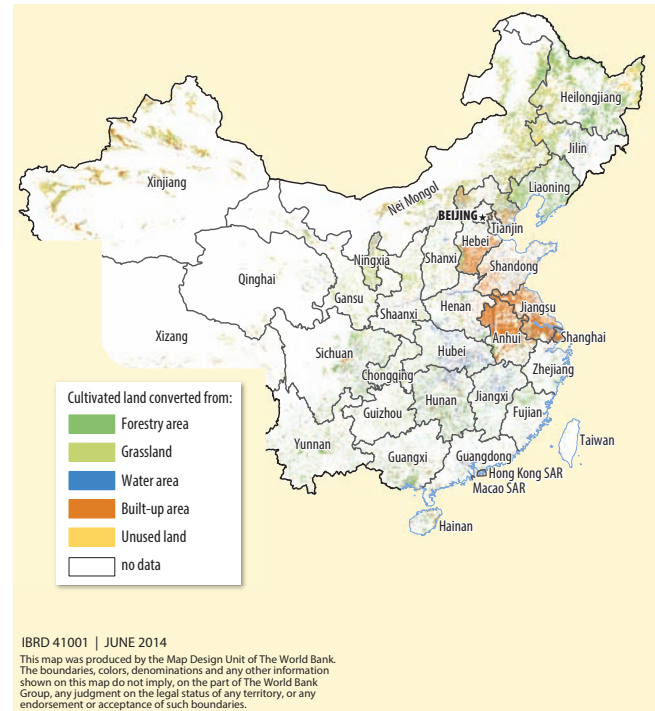 Heilongjiang
Jilin
Xinjiang
Liaoning
Nei Mongol
BEIJING
Tianjin
Hebei
Ningxia
Shanxi
Shandong
Qinghai
Gansu
Henan
Jiangsu
Shaanxi
Xizang
Anhui
Shanghai
Sichuan
Hubei
Zhejiang
Chongqing
Hunan
Jiangxi
Guizhou
Fujian
Yunnan
Taiwan
Guangxi
Guangdong
Hong Kong SAR
Macao SAR
Hainan
Cultivated land converted from:
Forestry area
Grassland
Water area
Built-up area
Unused land
no data
IBRD 41001 | JUNE 2014
This map was produced by the Map Design Unit of The World Bank.
The boundaries, colors, denominations and any other information
shown on this map do not imply, on the part of The World Bank
Group, any judgment on the legal status of any territory, or any
endorsement or acceptance of such boundaries.